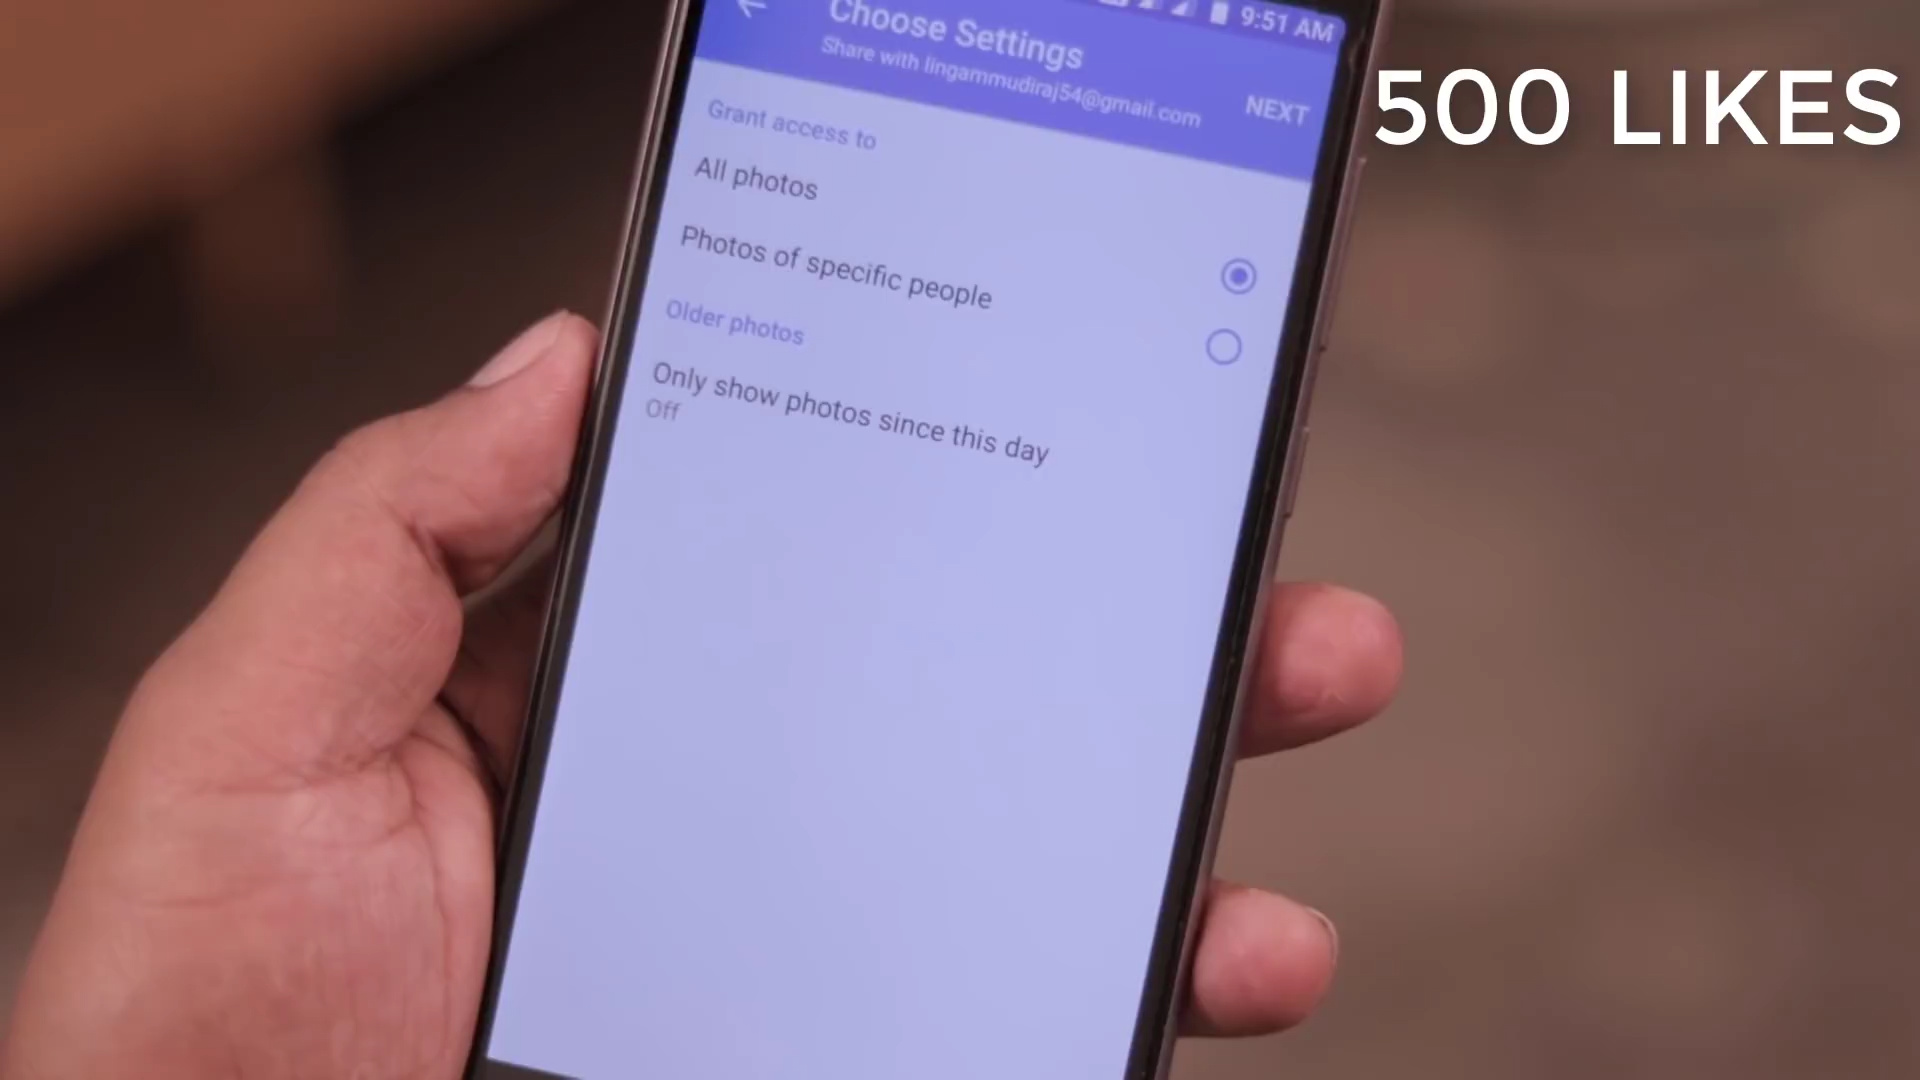 9:51 AM
Choose Settings
Share with lingammudiraj54@gmail.com
NEXT
500 LIKES
Grant access to
All photos
Photos of specific people
Older photos
Only show photos since this day
Off